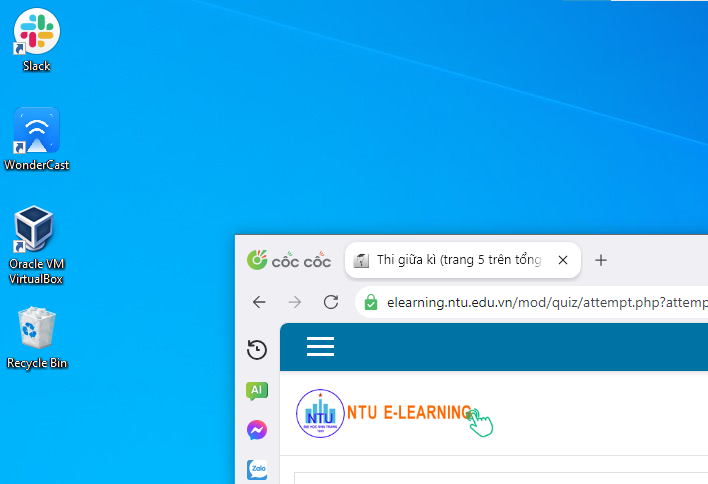 Slack
WonderCast
Oracle VM
VirtualBox
Recycle Bin
cốc cốc
Thi giữa kì (trang 5 trên tổng
elearning.ntu.edu.vn/mod/quiz/attempt.php?attemp
AI
NTU
NTU E-LEARNING
Zalo